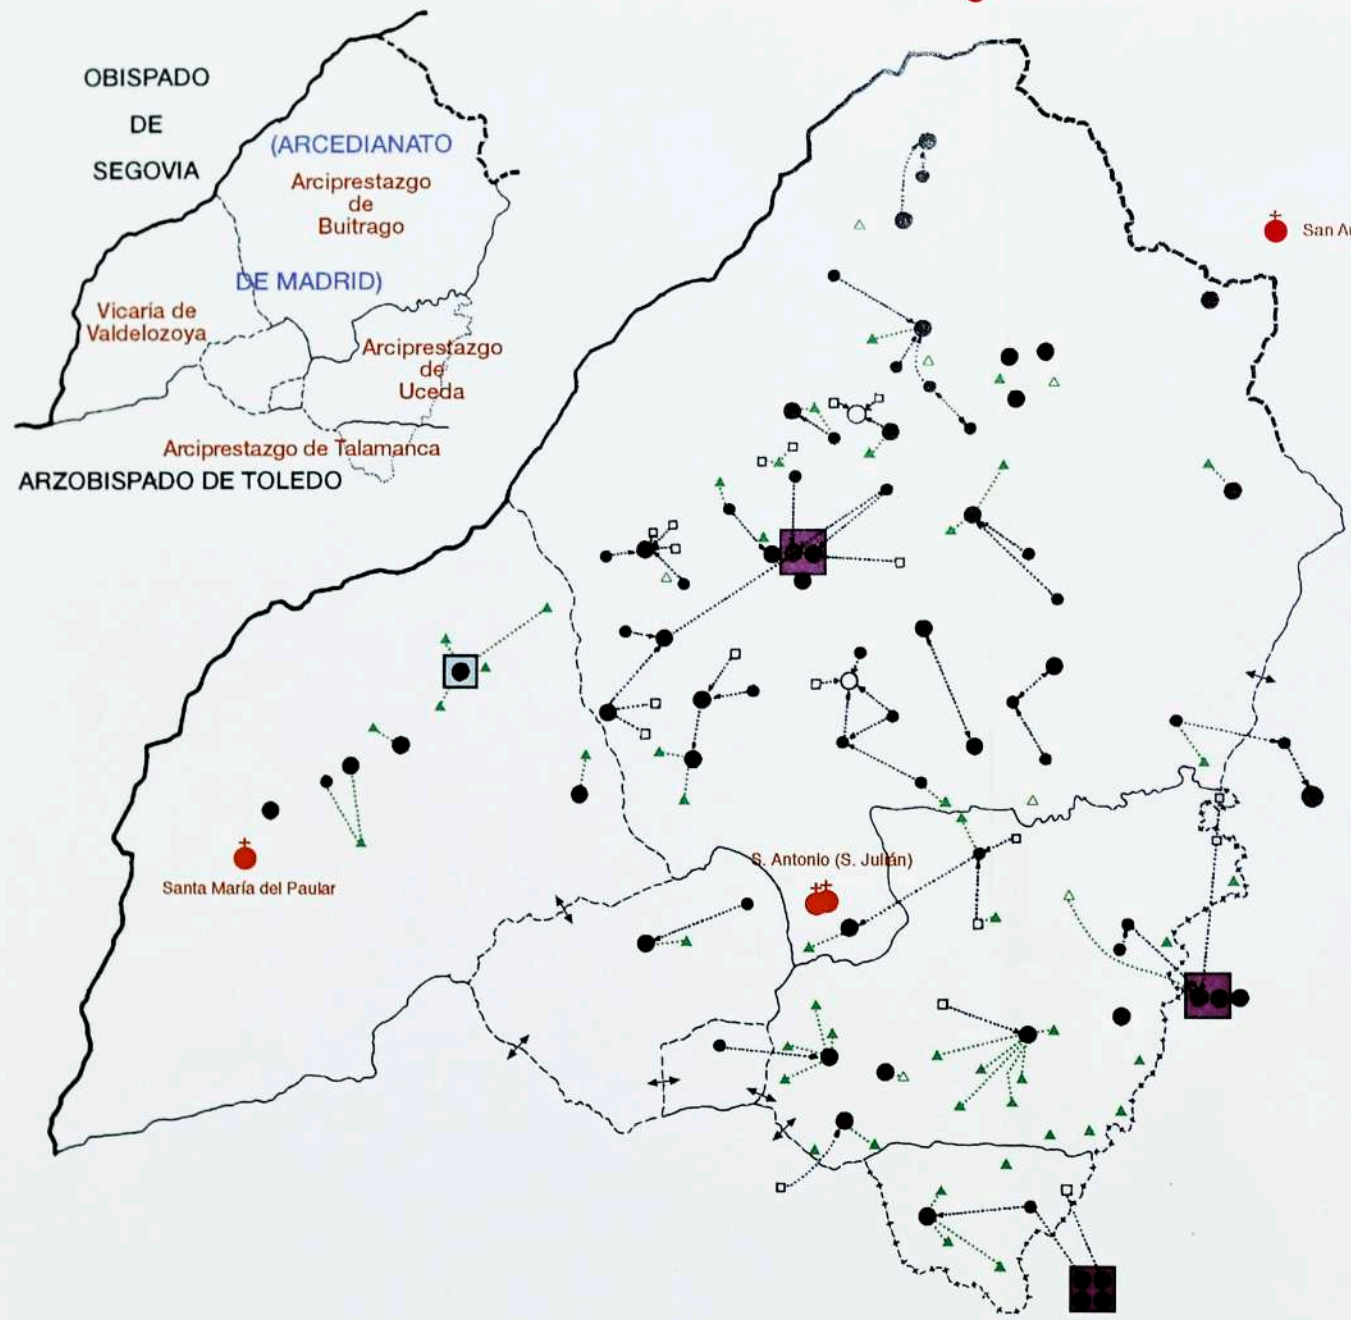 OBISPADO
DE
SEGOVIA
(ARCEDIANATO
Arciprestazgo
de
Buitrago
DE MADRID)
Vicaría de
Valdelozoya
Arciprestazgo
de
Uceda
Arciprestazgo de Talamanca
ARZOBISPADO DE TOLEDO
San
S. Antonio (S. Julián)
Santa María del Paular